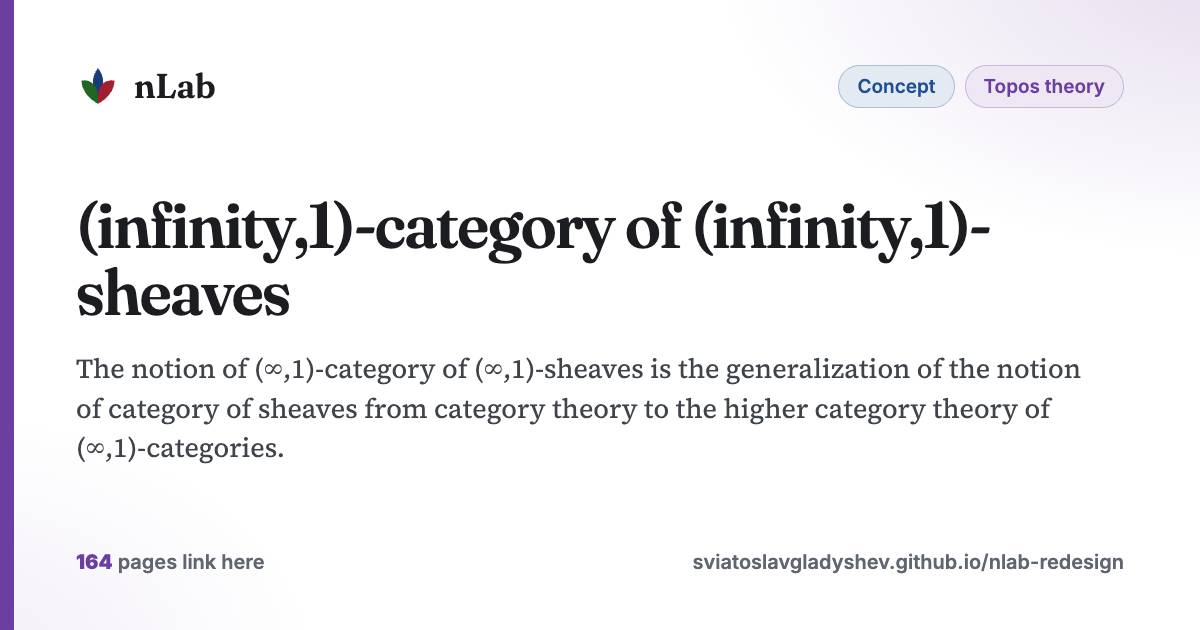 nLab
Concept
Topos theory
(infinity,1)-category of (infinity,1)-
sheaves
The notion of (∞,1)-category of (∞,1)-sheaves is the generalization of the notion
of category of sheaves from category theory to the higher category theory of
(∞,1)-categories.
164 pages link here
sviatoslavgladyshev.github.io/nlab-redesign